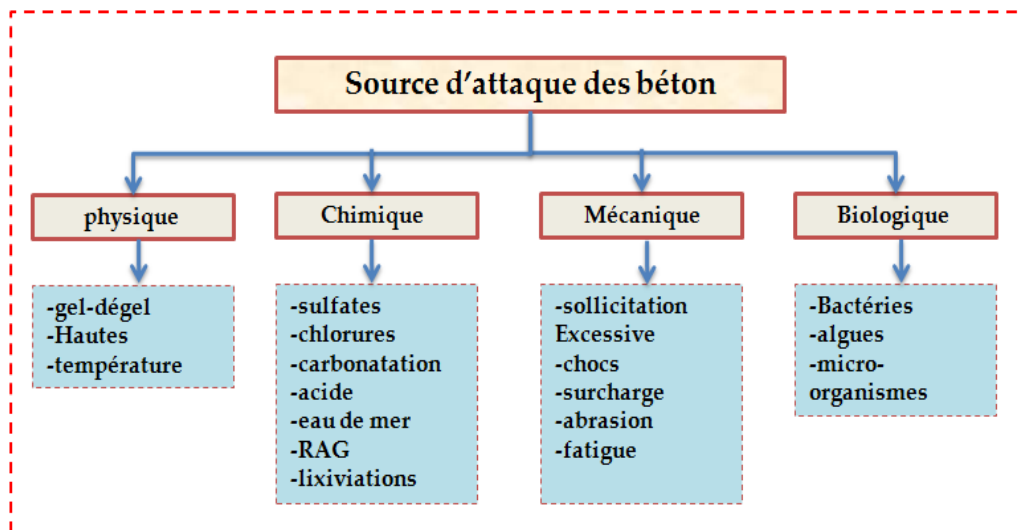 Source d'attaque des béton
physique
Chimique
Mécanique
Biologique
-gel-dégel
-Hautes
-température
-sulfates
-chlorures
-carbonatation
-acide
-eau de mer
-RAG
-lixiviations
-sollicitation
Excessive
-chocs
-surcharge
-abrasion
-fatigue
-Bactéries
-algues
-micro-
organismes